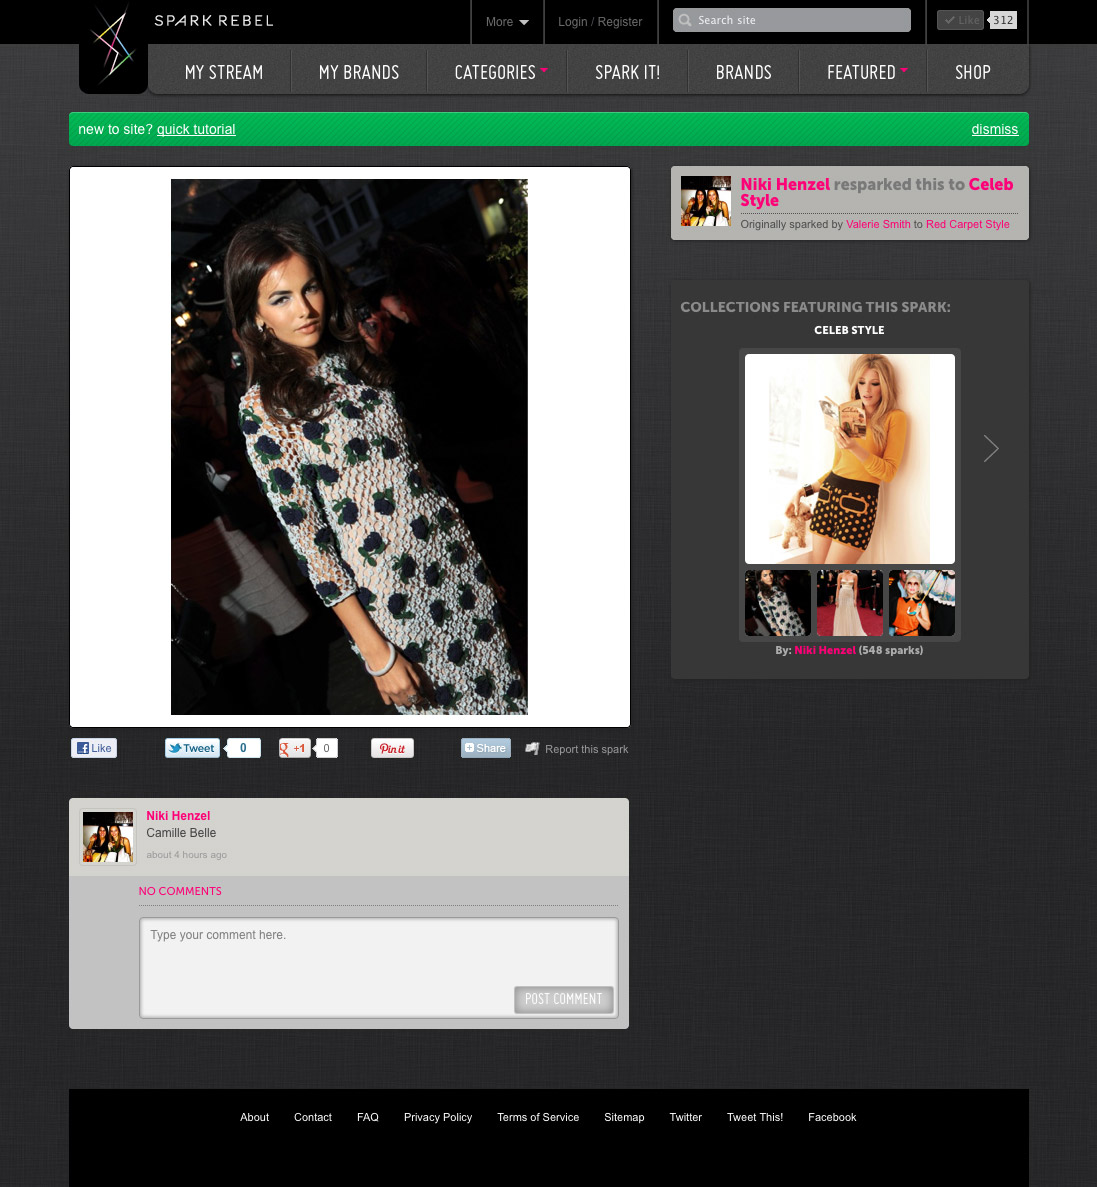 SPARK REBEL
More
Login / Register
Search site
Like
312
MY STREAM
MY BRANDS
CATEGORIES
SPARK IT!
BRANDS
FEATURED
SHOP
new to site? quick tutorial
dismiss
Niki Henzel resparked this to Celeb
Style
Originally sparked by Valerie Smith to Red Carpet Style
COLLECTIONS FEATURING THIS SPARK:
CELEB STYLE
By: Niki Henzel (548 sparks)
Like
Tweet
0
+1
0
Pin it
Share
Report this spark
Niki Henzel
Camille Belle
about 4 hours ago
NO COMMENTS
Type your comment here.
POST COMMENT
About
Contact
FAQ
Privacy Policy
Terms of Service
Sitemap
Twitter
Tweet This!
Facebook